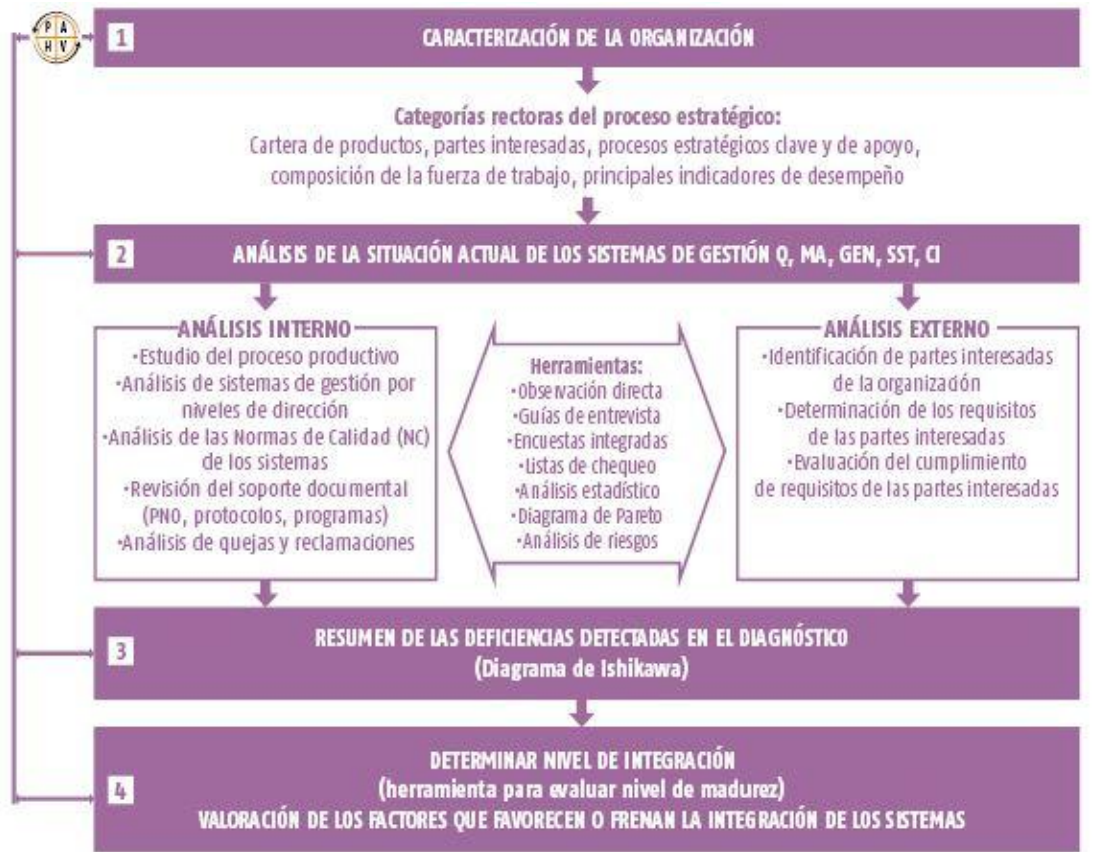 P A
H V
1
CARACTERIZACIÓN DE LA ORGANIZACIÓN
Categorías rectoras del proceso estratégico:
Cartera de productos, partes interesadas, procesos estratégicos clave y de apoyo,
composición de la fuerza de trabajo, principales indicadores de desempeño
2
ANÁLISIS DE LA SITUACIÓN ACTUAL DE LOS SISTEMAS DE GESTIÓN Q, MA, GEN, SST, CI
ANÁLISIS INTERNO
•Estudio del proceso productivo
•Análisis de sistemas de gestión por
niveles de dirección
•Análisis de las Normas de Calidad (NC)
de los sistemas
•Revisión del soporte documental
(PNO, protocolos, programas)
•Análisis de quejas y reclamaciones
Herramientas:
•Observación directa
•Guías de entrevista
•Encuestas integradas
•Listas de chequeo
•Análisis estadístico
•Diagrama de Pareto
•Análisis de riesgos
ANÁLISIS EXTERNO
•Identificación de partes interesadas
de la organización
•Determinación de los requisitos
de las partes interesadas
•Evaluación del cumplimiento
de requisitos de las partes interesadas
3
RESUMEN DE LAS DEFICIENCIAS DETECTADAS EN EL DIAGNÓSTICO
(Diagrama de Ishikawa)
4
DETERMINAR NIVEL DE INTEGRACIÓN
(herramienta para evaluar nivel de madurez)
VALORACIÓN DE LOS FACTORES QUE FAVORECEN O FRENAN LA INTEGRACIÓN DE LOS SISTEMAS